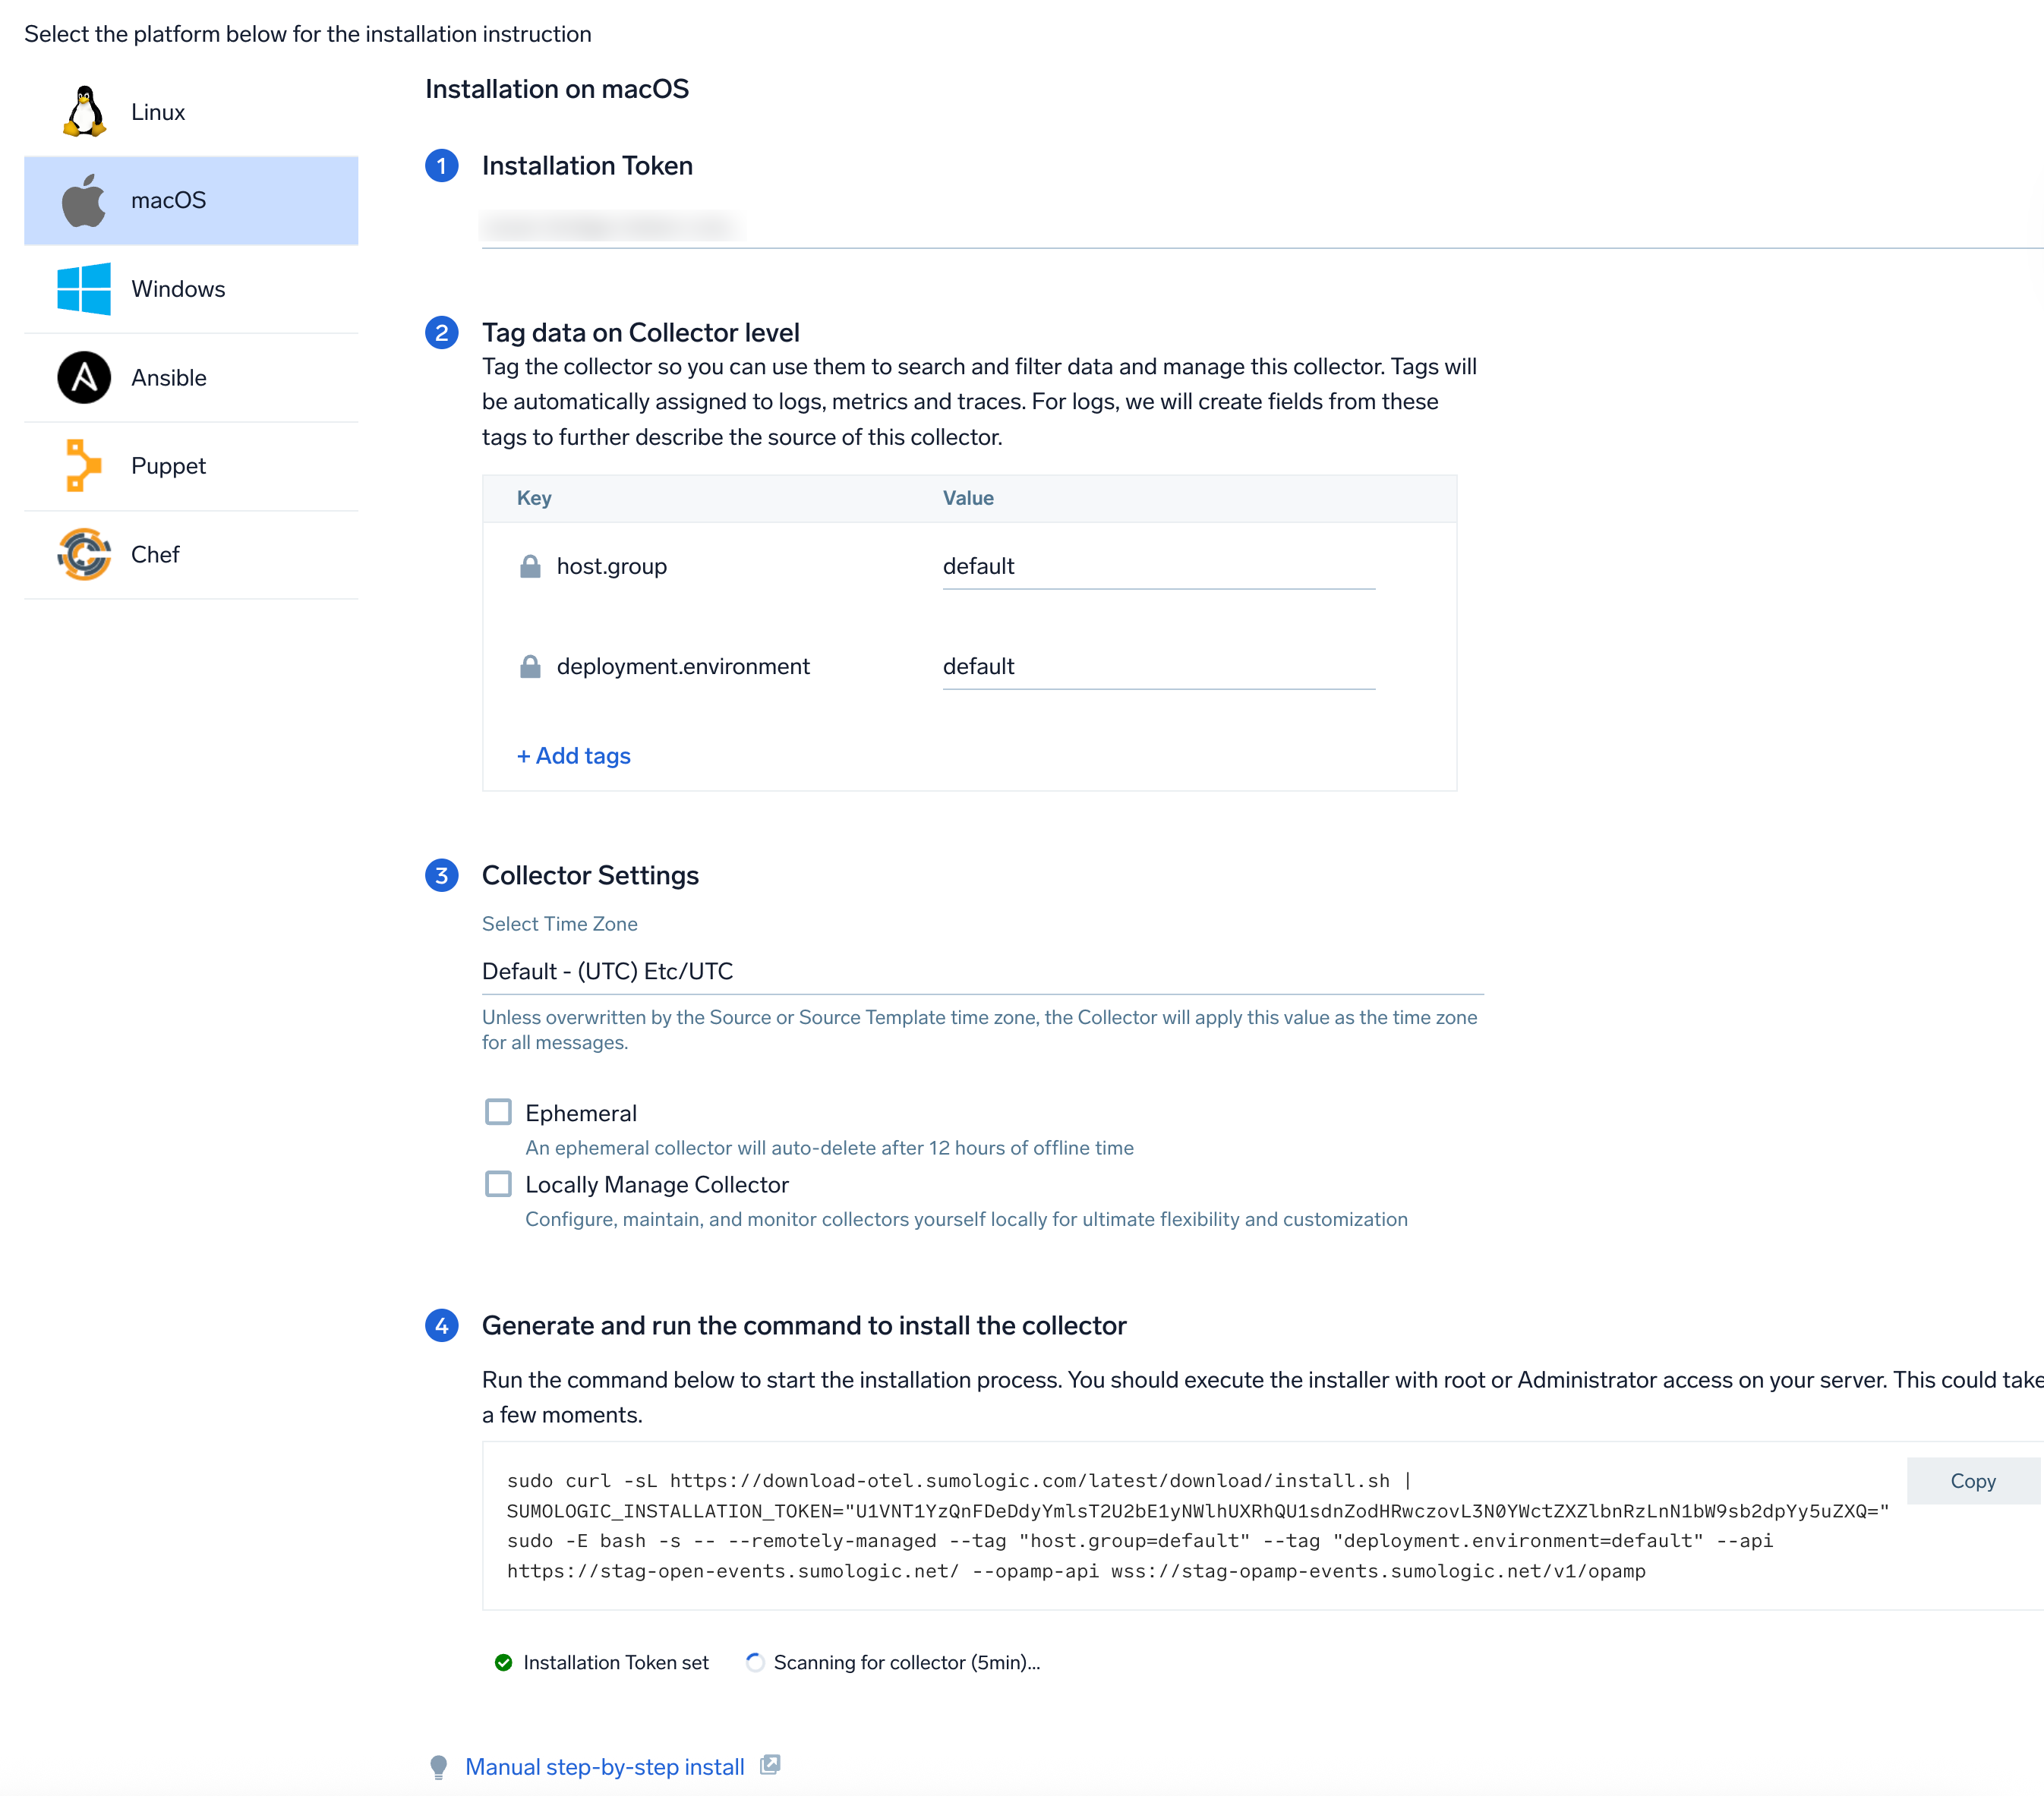 Select the platform below for the installation instruction
Linux
macOS
Windows
Ansible
Puppet
Chef
Installation on macOS
1 Installation Token
2 Tag data on Collector level
Tag the collector so you can use them to search and filter data and manage this collector. Tags will
be automatically assigned to logs, metrics and traces. For logs, we will create fields from these
tags to further describe the source of this collector.
Key Value
host.group default
deployment.environment default
+ Add tags
3 Collector Settings
Select Time Zone
Default - (UTC) Etc/UTC
Unless overwritten by the Source or Source Template time zone, the Collector will apply this value as the time zone
for all messages.
Ephemeral
An ephemeral collector will auto-delete after 12 hours of offline time
Locally Manage Collector
Configure, maintain, and monitor collectors yourself locally for ultimate flexibility and customization
4 Generate and run the command to install the collector
Run the command below to start the installation process. You should execute the installer with root or Administrator access on your server. This could take
a few moments.
sudo curl -sL https://download-otel.sumologic.com/latest/download/install.sh |
SUMOLOGIC_INSTALLATION_TOKEN="U1VNT1YzQnFDeDdyYmlsT2U2bE1yNWlhUXRhQU1sdnZodHRwczovL3N0YWctZXZlbnRzLnN1bW9sb2dpYy5uZXQ="
sudo -E bash -s -- --remotely-managed --tag "host.group=default" --tag "deployment.environment=default" --api
https://stag-open-events.sumologic.net/ --opamp-api wss://stag-opamp-events.sumologic.net/v1/opamp
Copy
Installation Token set Scanning for collector (5min)...
Manual step-by-step install